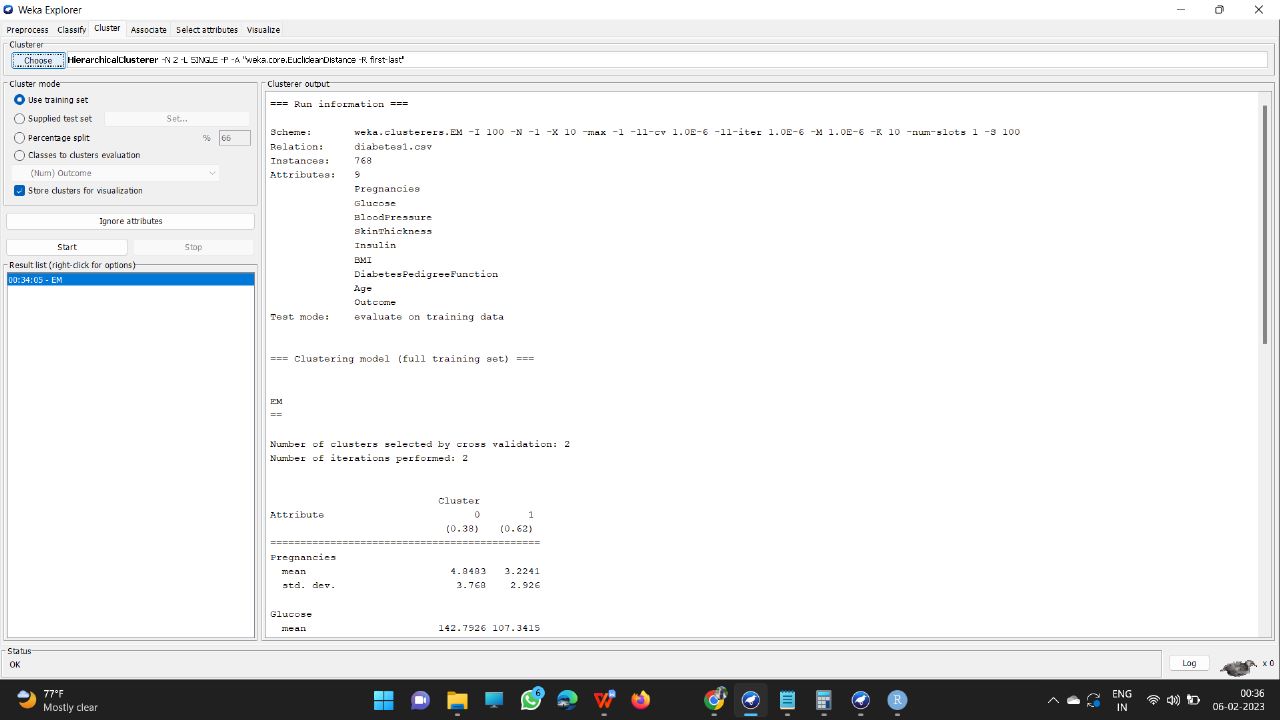 Weka Explorer
Preprocess Classify Cluster Associate Select attributes Visualize
Clusterer
Choose HierarchicalClusterer -N 2 -L SINGLE -P -A "weka.core.EuclideanDistance -R first-last"
Cluster mode
Use training set
Supplied test set Set...
Percentage split % 66
Classes to clusters evaluation
(Num) Outcome
Store clusters for visualization
Ignore attributes
Start Stop
Result list (right-click for options)
00:34:05 - EM
Clusterer output
=== Run information ===
Scheme: weka.clusterers.EM -I 100 -N -1 -X 10 -max -1 -ll-cv 1.0E-6 -ll-iter 1.0E-6 -M 1.0E-6 -K 10 -num-slots 1 -S 100
Relation: diabetes1.csv
Instances: 768
Attributes: 9
Pregnancies
Glucose
BloodPressure
SkinThickness
Insulin
BMI
DiabetesPedigreeFunction
Age
Outcome
Test mode: evaluate on training data
=== Clustering model (full training set) ===
EM
==
Number of clusters selected by cross validation: 2
Number of iterations performed: 2
Cluster
Attribute 0 1
(0.38) (0.62)
=============================================
Pregnancies
mean 4.8483 3.2241
std. dev. 3.768 2.926
Glucose
mean 142.7926 107.3415
Status
OK
Log x 0
77°F
Mostly clear
6
ENG
IN
00:36
06-02-2023